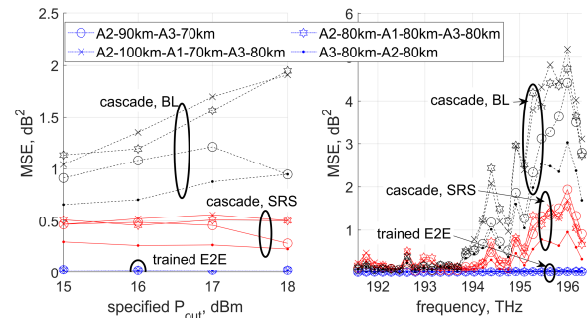 A2-90km-A3-70km
A2-100km-A1-70km-A3-80km
A2-80km-A1-80km-A3-80km
A3-80km-A2-80km
MSE, dB²
2.5
2
1.5
1
0.5
0
15
16
17
18
specified P_out, dBm
cascade, BL
cascade, SRS
trained E2E
MSE, dB²
6
5
4
3
2
1
0
192
193
194
195
196
frequency, THz
cascade, BL
cascade, SRS
trained E2E